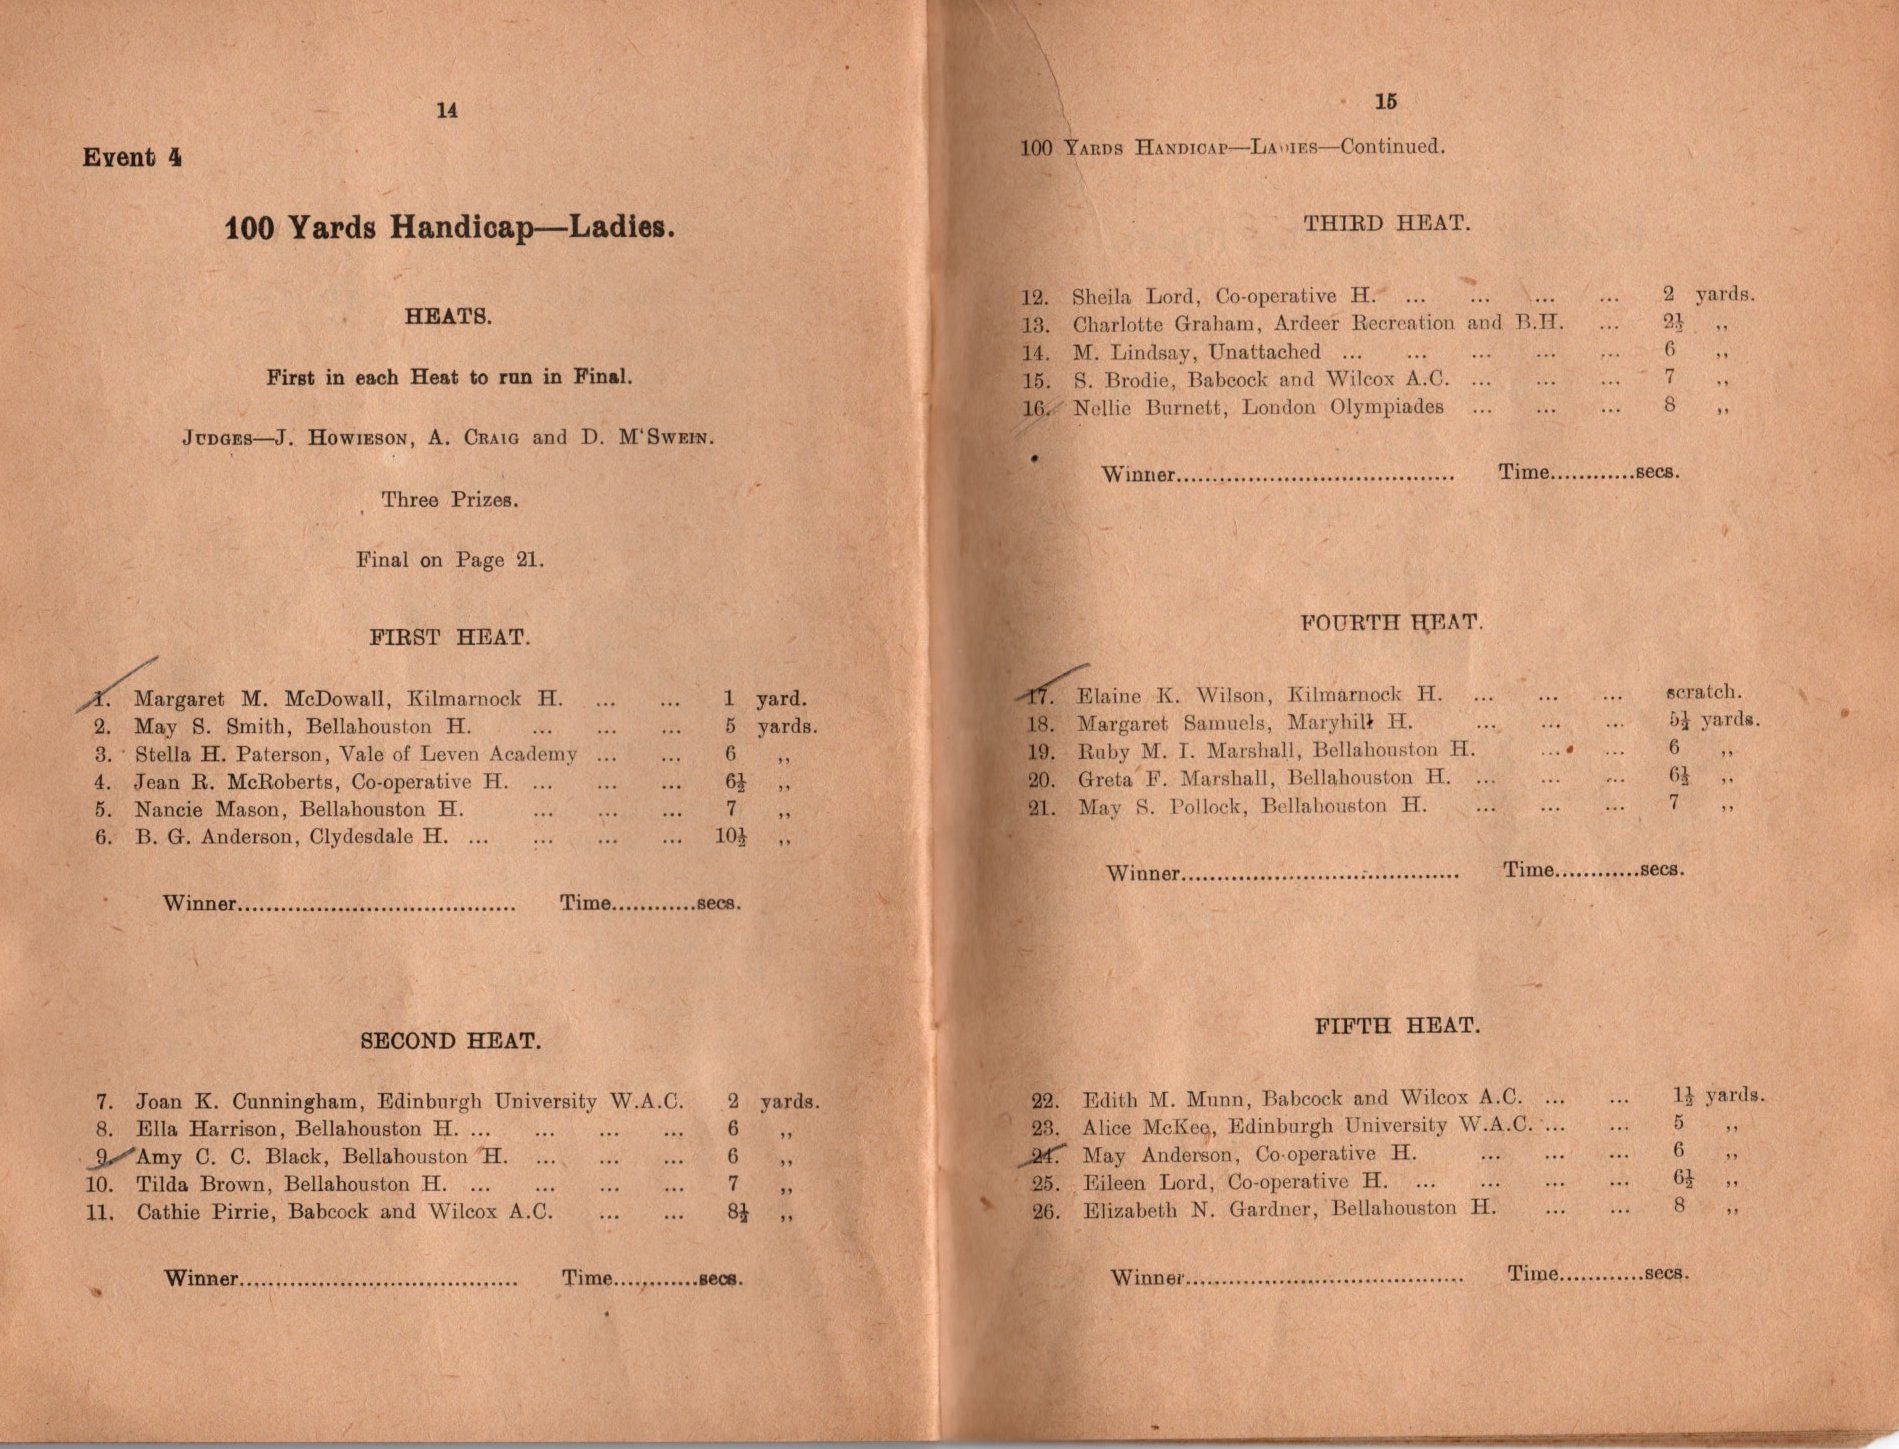 14
Event 4
100 Yards Handicap—Ladies.
HEATS.
First in each Heat to run in Final.
JUDGES—J. HOWIESON, A. CRAIG and D. M'SWEIN.
Three Prizes.
Final on Page 21.
FIRST HEAT.
1. Margaret M. McDowall, Kilmarnock H. ... ... 1 yard.
2. May S. Smith, Bellahouston H. ... ... ... 5 yards.
3. Stella H. Paterson, Vale of Leven Academy ... ... 6 ,,
4. Jean R. McRoberts, Co-operative H. ... ... ... 6½ ,,
5. Nancie Mason, Bellahouston H. ... ... ... 7 ,,
6. B. G. Anderson, Clydesdale H. ... ... ... ... 10½ ,,
Winner....................................... Time............secs.
SECOND HEAT.
7. Joan K. Cunningham, Edinburgh University W.A.C. 2 yards.
8. Ella Harrison, Bellahouston H. ... ... ... ... 6 ,,
9. Amy C. C. Black, Bellahouston H. ... ... ... 6 ,,
10. Tilda Brown, Bellahouston H. ... ... ... ... 7 ,,
11. Cathie Pirrie, Babcock and Wilcox A.C. ... ... 8½ ,,
Winner....................................... Time............secs.
15
100 YARDS HANDICAP—LADIES—Continued.
THIRD HEAT.
12. Sheila Lord, Co-operative H. ... ... ... ... 2 yards.
13. Charlotte Graham, Ardeer Recreation and B.H. ... 2½ ,,
14. M. Lindsay, Unattached ... ... ... ... ... 6 ,,
15. S. Brodie, Babcock and Wilcox A.C. ... ... ... 7 ,,
16. Nellie Burnett, London Olympiades ... ... ... 8 ,,
Winner....................................... Time............secs.
FOURTH HEAT.
17. Elaine K. Wilson, Kilmarnock H. ... ... ... scratch.
18. Margaret Samuels, Maryhill H. ... ... ... 5½ yards.
19. Ruby M. I. Marshall, Bellahouston H. ... ... 6 ,,
20. Greta F. Marshall, Bellahouston H. ... ... ... 6½ ,,
21. May S. Pollock, Bellahouston H. ... ... ... 7 ,,
Winner....................................... Time............secs.
FIFTH HEAT.
22. Edith M. Munn, Babcock and Wilcox A.C. ... ... 1½ yards.
23. Alice McKee, Edinburgh University W.A.C. ... ... 5 ,,
24. May Anderson, Co-operative H. ... ... ... 6 ,,
25. Eileen Lord, Co-operative H. ... ... ... ... 6½ ,,
26. Elizabeth N. Gardner, Bellahouston H. ... ... 8 ,,
Winner....................................... Time............secs.